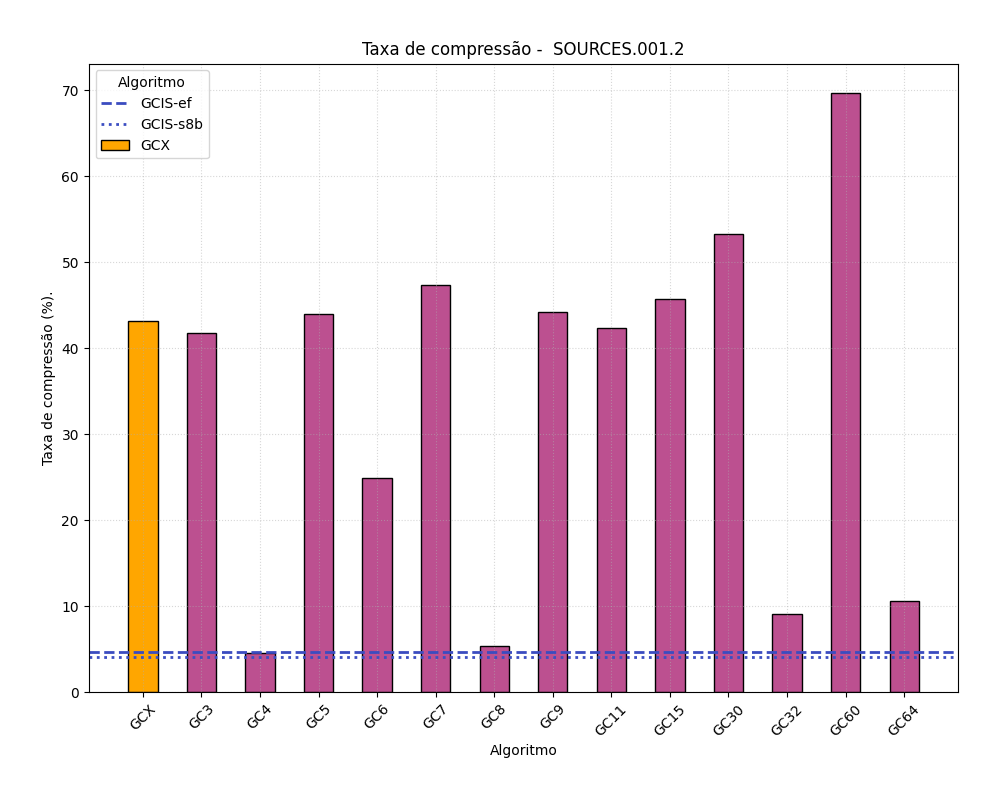 Taxa de compressão -  SOURCES.001.2
Algoritmo
GCIS-ef
GCIS-s8b
GCX
Taxa de compressão (%).
70
60
50
40
30
20
10
0
GCX GC3 GC4 GC5 GC6 GC7 GC8 GC9 GC11 GC15 GC30 GC32 GC60 GC64
Algoritmo